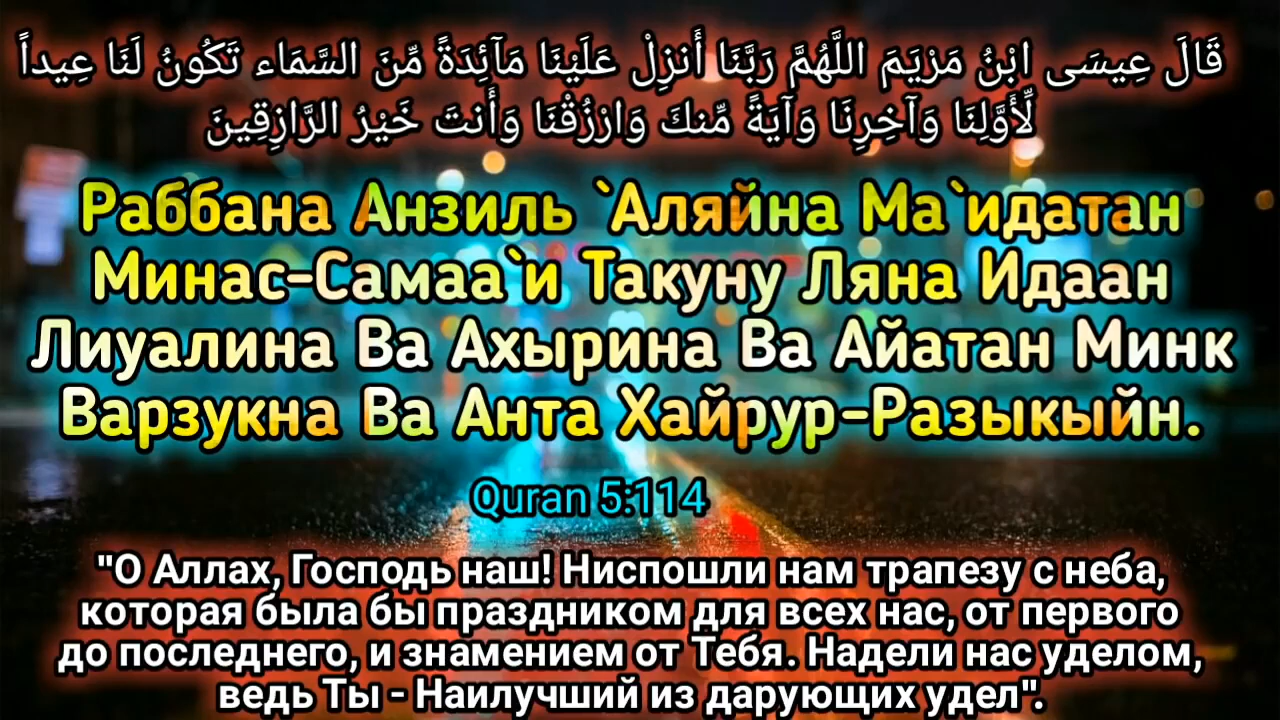 قَالَ عِيسَى ابْنُ مَرْيَمَ اللَّهُمَّ رَبَّنَا أَنزِلْ عَلَيْنَا مَآئِدَةً مِّنَ السَّمَاء تَكُونُ لَنَا عِيداً
لِّأَوَّلِنَا وَآخِرِنَا وَآيَةً مِّنكَ وَارْزُقْنَا وَأَنتَ خَيْرُ الرَّازِقِينَ
Раббана Анзиль `Аляйна Ма`идатан
Минас-Самаа`и Такуну Ляна Идаан
Лиуалина Ва Ахырина Ва Айатан Минк
Варзукна Ва Анта Хайрур-Разыкыйн.
Quran 5:114
"О Аллах, Господь наш! Ниспошли нам трапезу с неба,
которая была бы праздником для всех нас, от первого
до последнего, и знамением от Тебя. Надели нас уделом,
ведь Ты - Наилучший из дарующих удел".